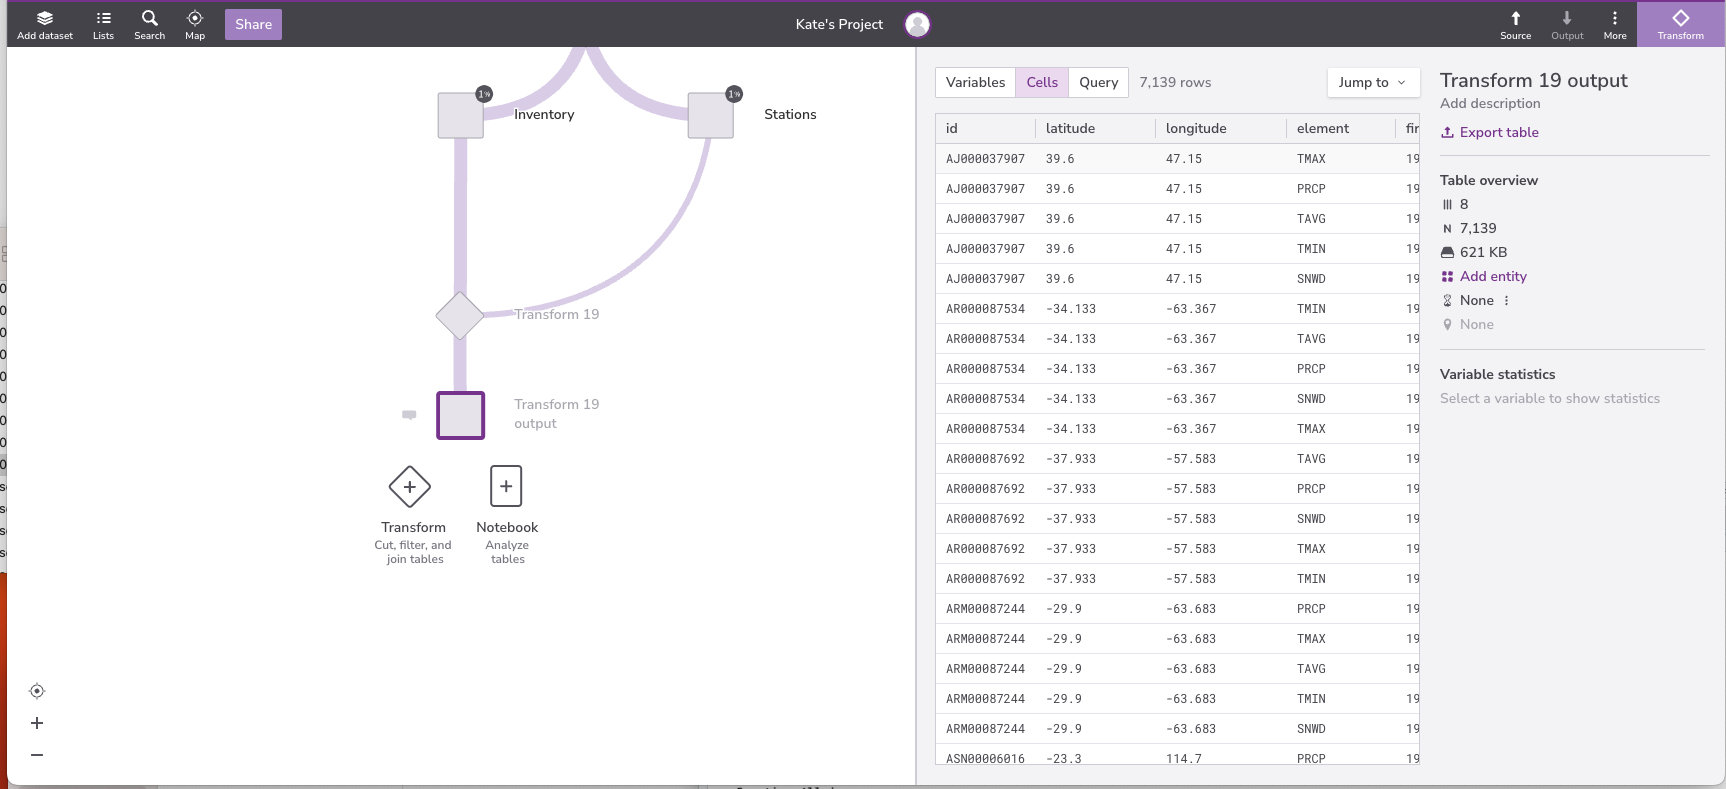 Add dataset
Lists
Search
Map
Share
Kate's Project
Source
Output
More
Transform
1%
Inventory
1%
Stations
Transform 19
Transform 19
output
Transform
Cut, filter, and
join tables
Notebook
Analyze
tables
Variables
Cells
Query
7,139 rows
Jump to
id latitude longitude element fir
AJ000037907 39.6 47.15 TMAX 19
AJ000037907 39.6 47.15 PRCP 19
AJ000037907 39.6 47.15 TAVG 19
AJ000037907 39.6 47.15 TMIN 19
AJ000037907 39.6 47.15 SNWD 19
AR000087534 -34.133 -63.367 TMIN 19
AR000087534 -34.133 -63.367 TAVG 19
AR000087534 -34.133 -63.367 PRCP 19
AR000087534 -34.133 -63.367 SNWD 19
AR000087534 -34.133 -63.367 TMAX 19
AR000087692 -37.933 -57.583 TAVG 19
AR000087692 -37.933 -57.583 PRCP 19
AR000087692 -37.933 -57.583 SNWD 19
AR000087692 -37.933 -57.583 TMAX 19
AR000087692 -37.933 -57.583 TMIN 19
ARM00087244 -29.9 -63.683 PRCP 19
ARM00087244 -29.9 -63.683 TMAX 19
ARM00087244 -29.9 -63.683 TAVG 19
ARM00087244 -29.9 -63.683 TMIN 19
ARM00087244 -29.9 -63.683 SNWD 19
ASN00006016 -23.3 114.7 PRCP 19
Transform 19 output
Add description
Export table
Table overview
8
N 7,139
621 KB
Add entity
None
None
Variable statistics
Select a variable to show statistics